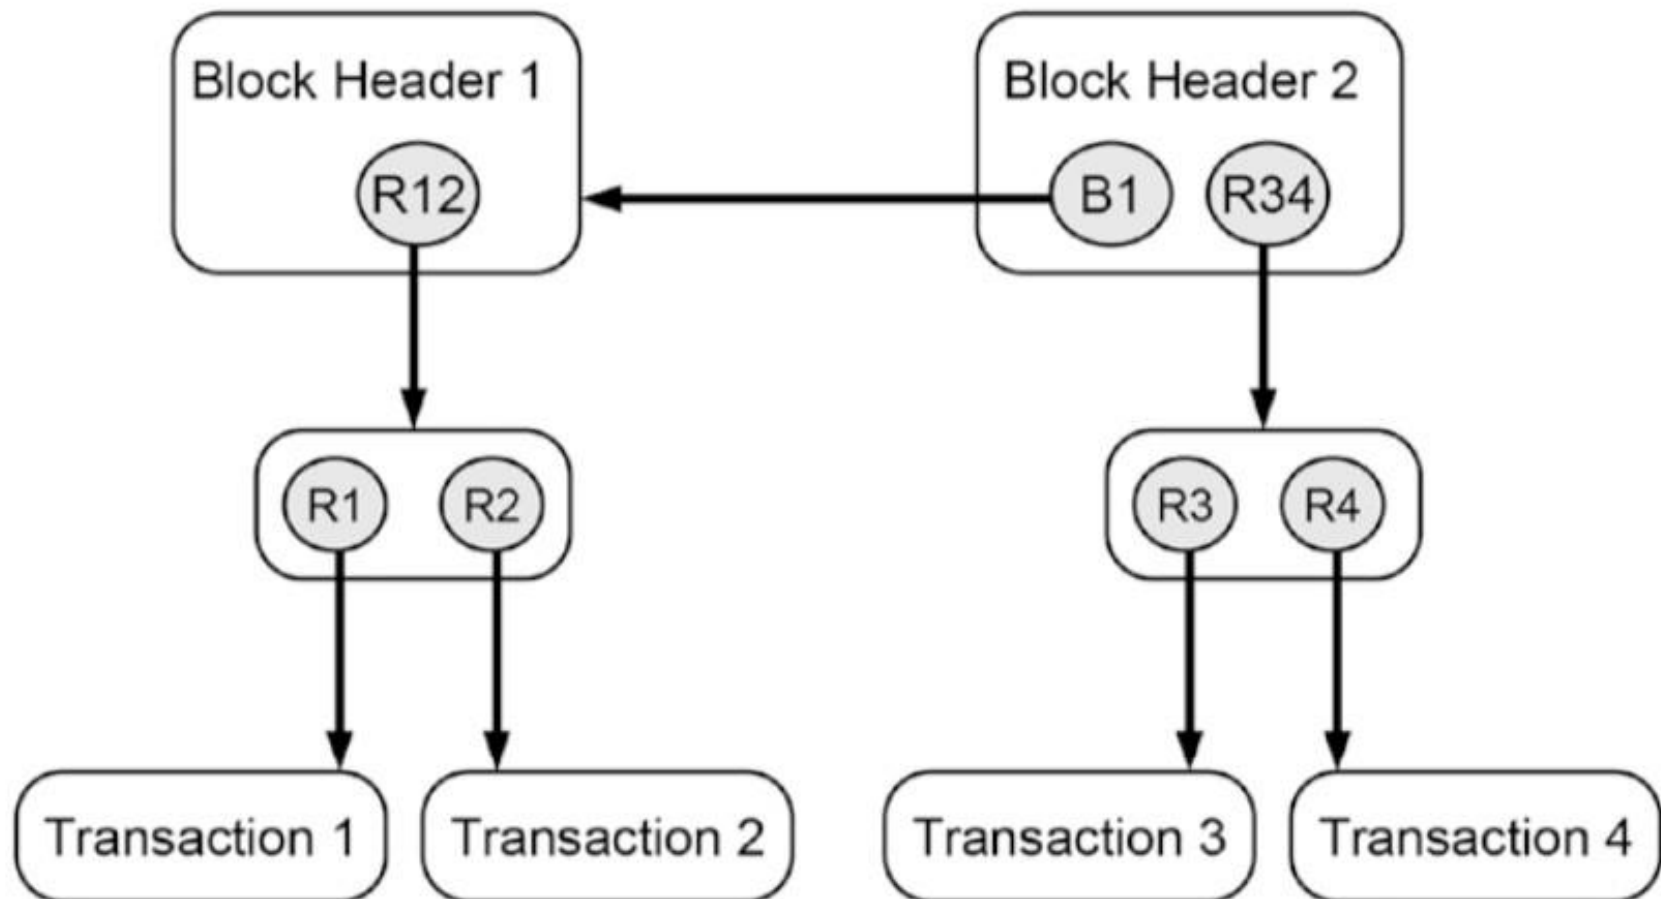 Block Header 1
Block Header 2
R12
B1
R34
R1
R2
R3
R4
Transaction 1
Transaction 2
Transaction 3
Transaction 4